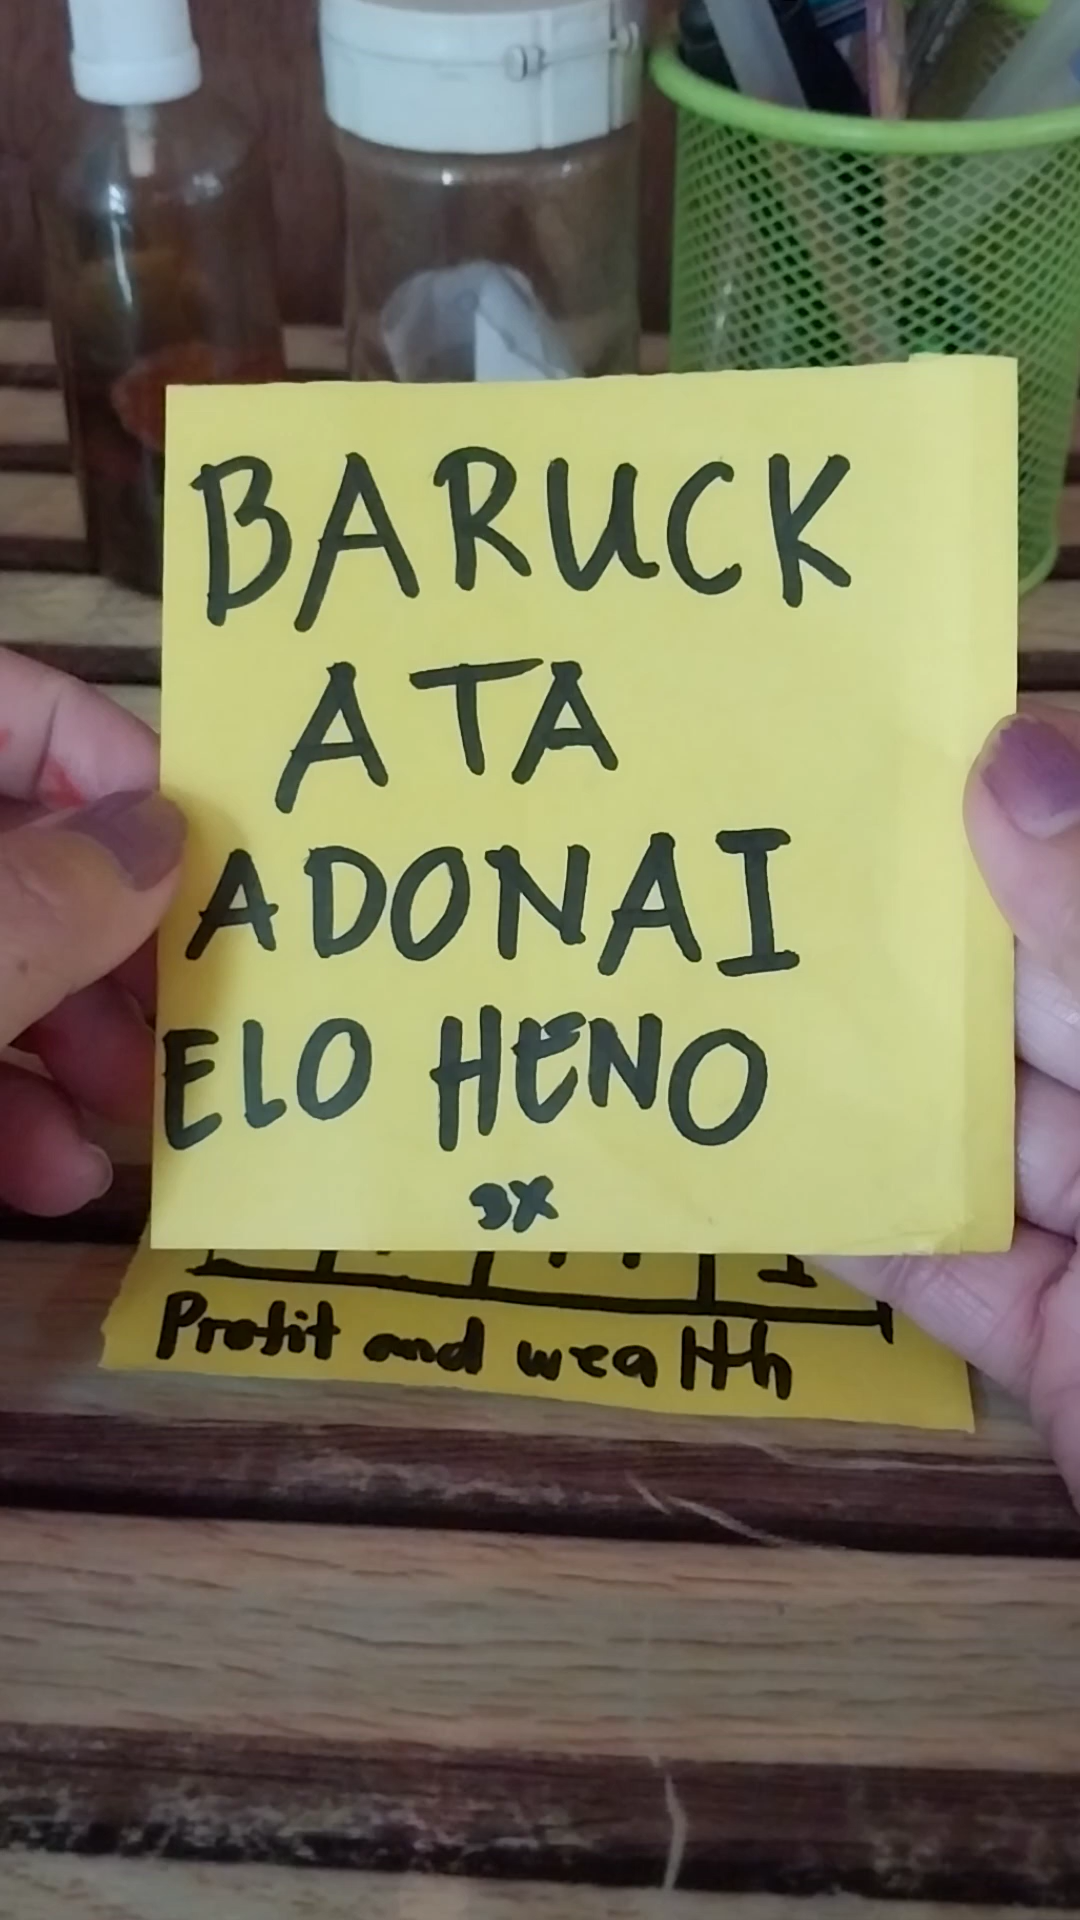 BARUCK
ATA
ADONAI
ELO HENO
3X
Profit and wealth